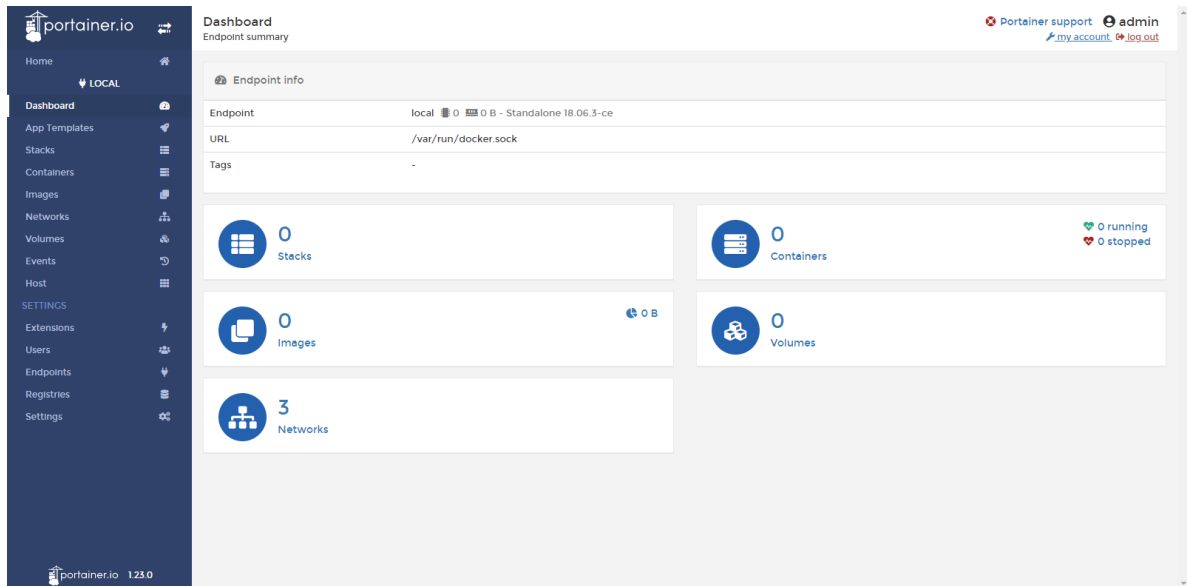 portainer.io
Home
LOCAL
Dashboard
App Templates
Stacks
Containers
Images
Networks
Volumes
Events
Host
SETTINGS
Extensions
Users
Endpoints
Registries
Settings
portainer.io 1.23.0
Dashboard
Endpoint summary
Portainer support admin
my account log out
Endpoint info
Endpoint local 0 0 B - Standalone 18.06.3-ce
URL /var/run/docker.sock
Tags -
0
Stacks
0
Containers
0 running
0 stopped
0
Images
0 B
0
Volumes
3
Networks